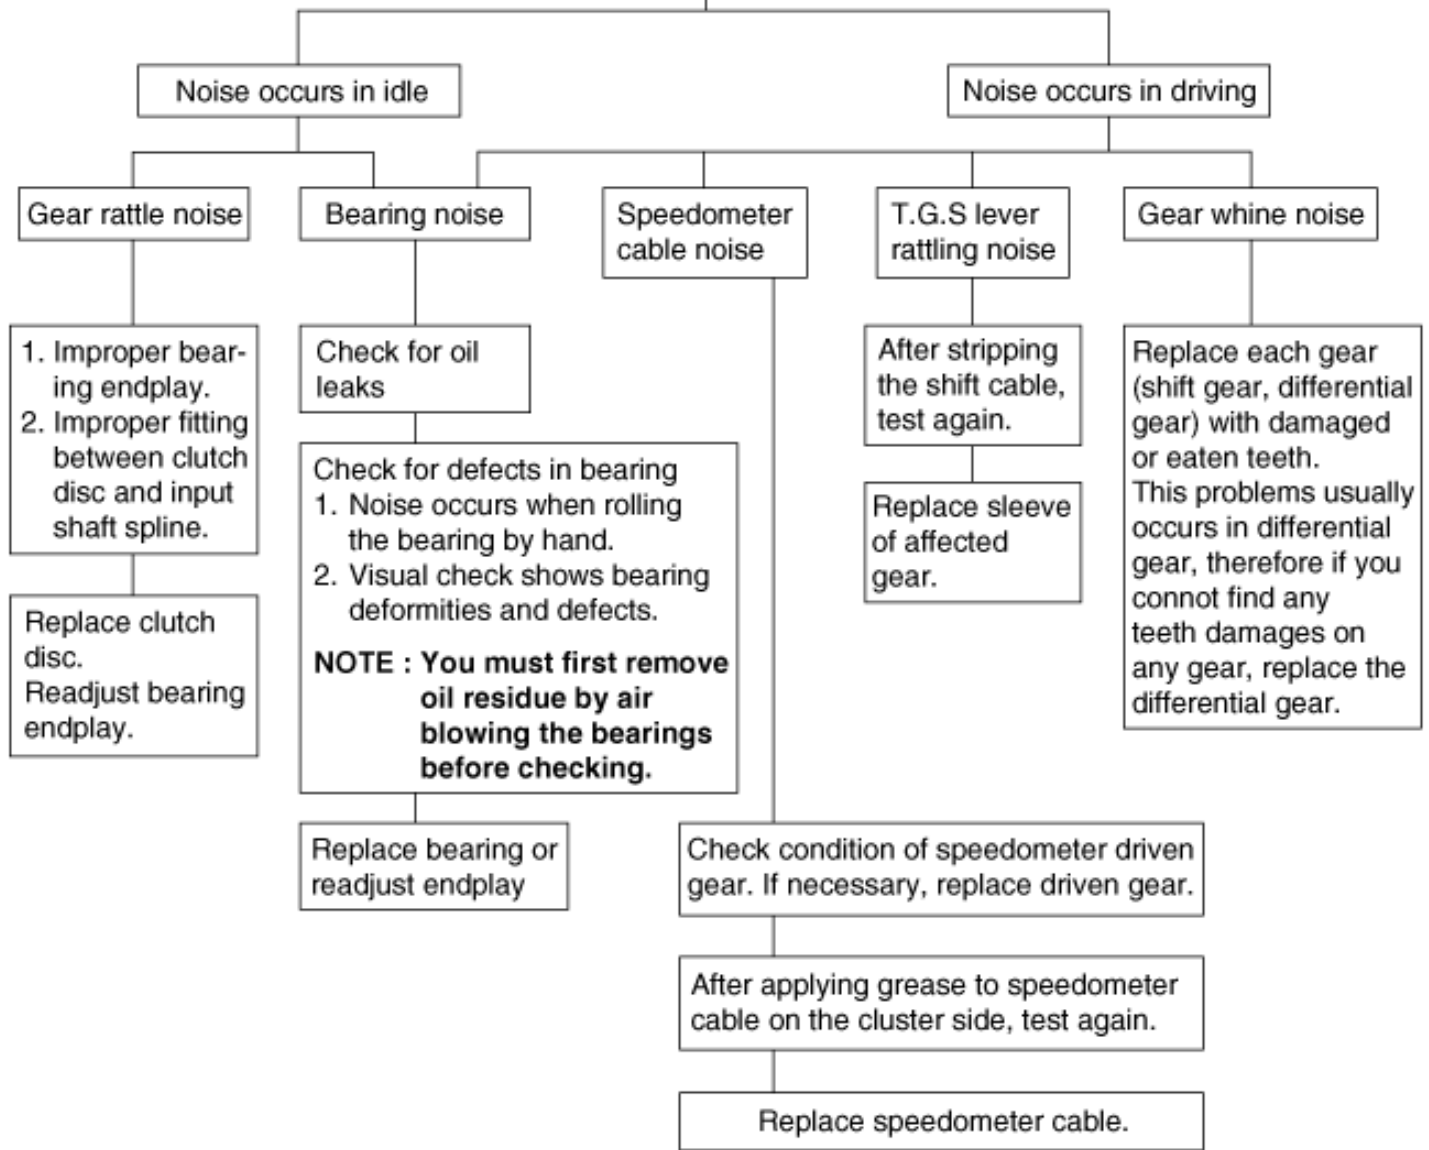 Noise occurs in idle
Noise occurs in driving
Gear rattle noise
Bearing noise
Speedometer
cable noise
T.G.S lever
rattling noise
Gear whine noise
1. Improper bear-
ing endplay.
2. Improper fitting
between clutch
disc and input
shaft spline.
Replace clutch
disc.
Readjust bearing
endplay.
Check for oil
leaks
Check for defects in bearing
1. Noise occurs when rolling
the bearing by hand.
2. Visual check shows bearing
deformities and defects.
NOTE : You must first remove
oil residue by air
blowing the bearings
before checking.
Replace bearing or
readjust endplay
After stripping
the shift cable,
test again.
Replace sleeve
of affected
gear.
Replace each gear
(shift gear, differential
gear) with damaged
or eaten teeth.
This problems usually
occurs in differential
gear, therefore if you
connot find any
teeth damages on
any gear, replace the
differential gear.
Check condition of speedometer driven
gear. If necessary, replace driven gear.
After applying grease to speedometer
cable on the cluster side, test again.
Replace speedometer cable.